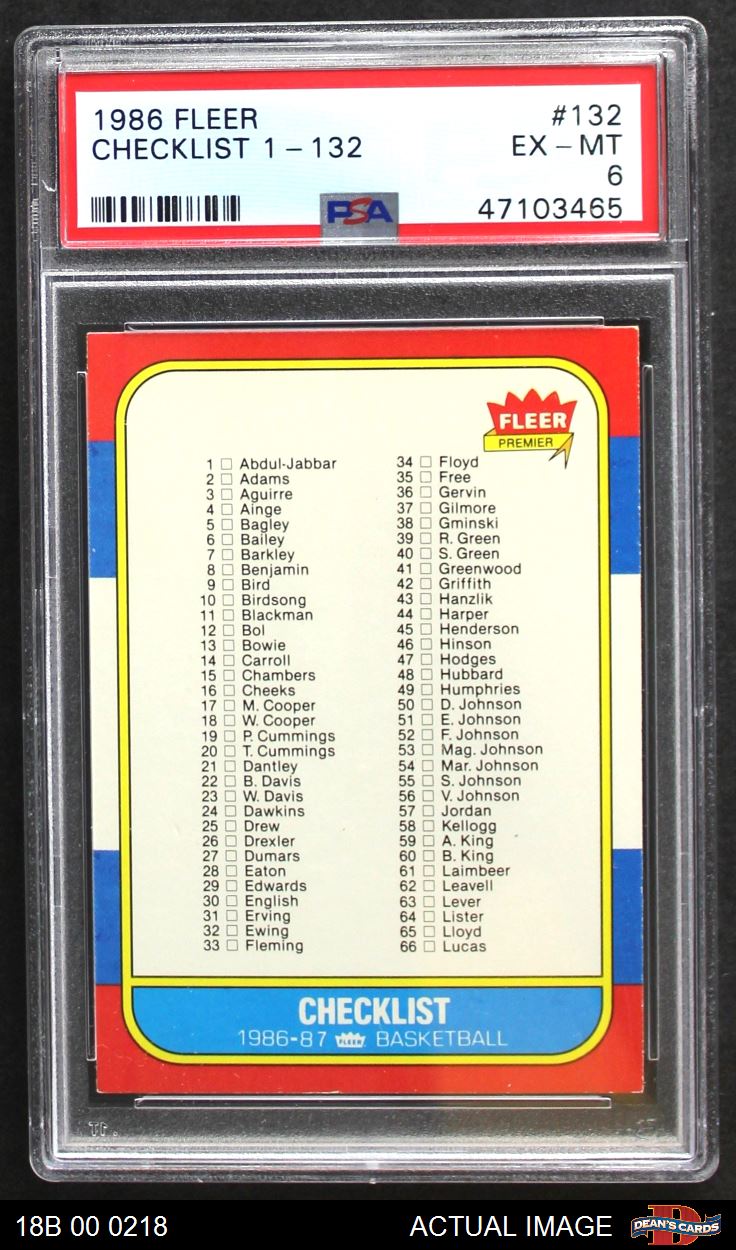 1986 FLEER #132
CHECKLIST 1 – 132 EX – MT
6
PSA 47103465
FLEER
PREMIER
1 □ Abdul-Jabbar
2 □ Adams
3 □ Aguirre
4 □ Ainge
5 □ Bagley
6 □ Bailey
7 □ Barkley
8 □ Benjamin
9 □ Bird
10 □ Birdsong
11 □ Blackman
12 □ Bol
13 □ Bowie
14 □ Carroll
15 □ Chambers
16 □ Cheeks
17 □ M. Cooper
18 □ W. Cooper
19 □ P. Cummings
20 □ T. Cummings
21 □ Dantley
22 □ B. Davis
23 □ W. Davis
24 □ Dawkins
25 □ Drew
26 □ Drexler
27 □ Dumars
28 □ Eaton
29 □ Edwards
30 □ English
31 □ Erving
32 □ Ewing
33 □ Fleming
34 □ Floyd
35 □ Free
36 □ Gervin
37 □ Gilmore
38 □ Gminski
39 □ R. Green
40 □ S. Green
41 □ Greenwood
42 □ Griffith
43 □ Hanzlik
44 □ Harper
45 □ Henderson
46 □ Hinson
47 □ Hodges
48 □ Hubbard
49 □ Humphries
50 □ D. Johnson
51 □ E. Johnson
52 □ F. Johnson
53 □ Mag. Johnson
54 □ Mar. Johnson
55 □ S. Johnson
56 □ V. Johnson
57 □ Jordan
58 □ Kellogg
59 □ A. King
60 □ B. King
61 □ Laimbeer
62 □ Leavell
63 □ Lever
64 □ Lister
65 □ Lloyd
66 □ Lucas
CHECKLIST
1986-87 FLEER BASKETBALL
18B 00 0218 ACTUAL IMAGE DEAN'S CARDS